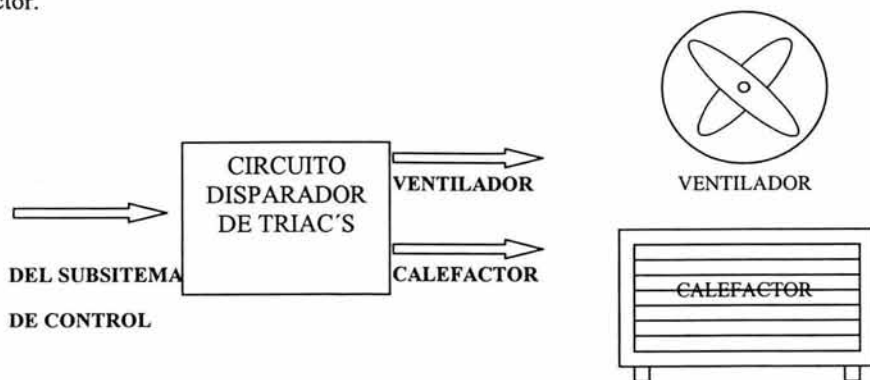 ctor.
CIRCUITO
DISPARADOR
DE TRIAC´S
VENTILADOR
CALEFACTOR
DEL SUBSITEMA
DE CONTROL
VENTILADOR
CALEFACTOR